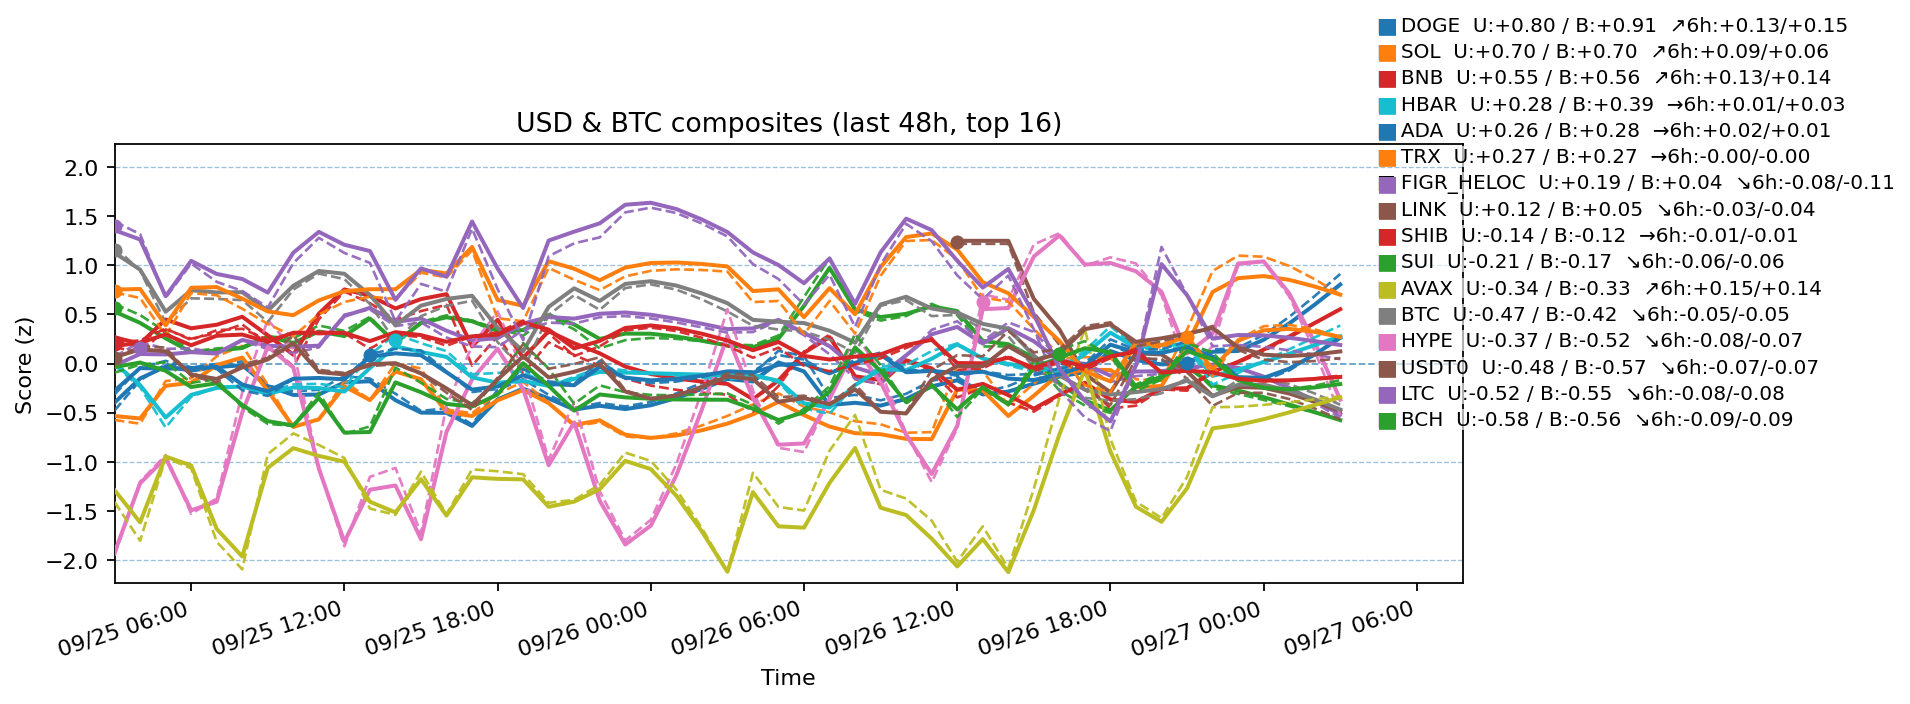 DOGE U:+0.80 / B:+0.91 ↗6h:+0.13/+0.15
SOL U:+0.70 / B:+0.70 ↗6h:+0.09/+0.06
BNB U:+0.55 / B:+0.56 ↗6h:+0.13/+0.14
HBAR U:+0.28 / B:+0.39 →6h:+0.01/+0.03
ADA U:+0.26 / B:+0.28 →6h:+0.02/+0.01
TRX U:+0.27 / B:+0.27 →6h:-0.00/-0.00
FIGR_HELOC U:+0.19 / B:+0.04 ↘6h:-0.08/-0.11
LINK U:+0.12 / B:+0.05 ↘6h:-0.03/-0.04
SHIB U:-0.14 / B:-0.12 →6h:-0.01/-0.01
SUI U:-0.21 / B:-0.17 ↘6h:-0.06/-0.06
AVAX U:-0.34 / B:-0.33 ↗6h:+0.15/+0.14
BTC U:-0.47 / B:-0.42 ↘6h:-0.05/-0.05
HYPE U:-0.37 / B:-0.52 ↘6h:-0.08/-0.07
USDT0 U:-0.48 / B:-0.57 ↘6h:-0.07/-0.07
LTC U:-0.52 / B:-0.55 ↘6h:-0.08/-0.08
BCH U:-0.58 / B:-0.56 ↘6h:-0.09/-0.09
USD & BTC composites (last 48h, top 16)
Score (z)
2.0
1.5
1.0
0.5
0.0
−0.5
−1.0
−1.5
−2.0
09/25 06:00
09/25 12:00
09/25 18:00
09/26 00:00
09/26 06:00
09/26 12:00
09/26 18:00
09/27 00:00
09/27 06:00
Time